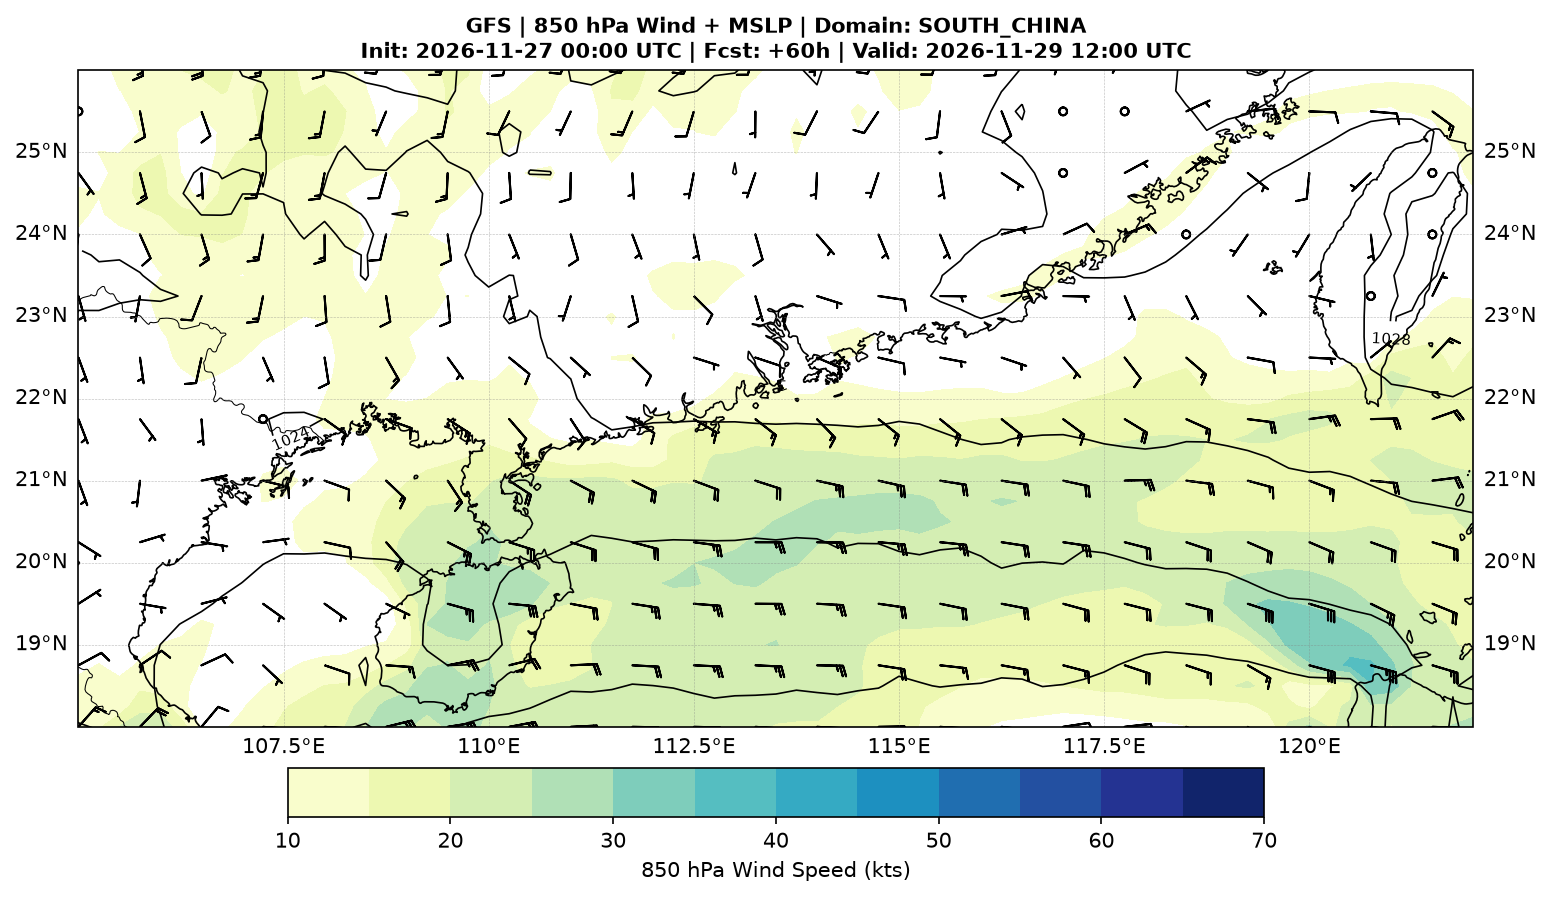 GFS | 850 hPa Wind + MSLP | Domain: SOUTH_CHINA
Init: 2026-11-27 00:00 UTC | Fcst: +60h | Valid: 2026-11-29 12:00 UTC
25°N 25°N
24°N 24°N
23°N 23°N
1028
22°N 22°N
1024
21°N 21°N
20°N 20°N
19°N 19°N
107.5°E 110°E 112.5°E 115°E 117.5°E 120°E
10 20 30 40 50 60 70
850 hPa Wind Speed (kts)